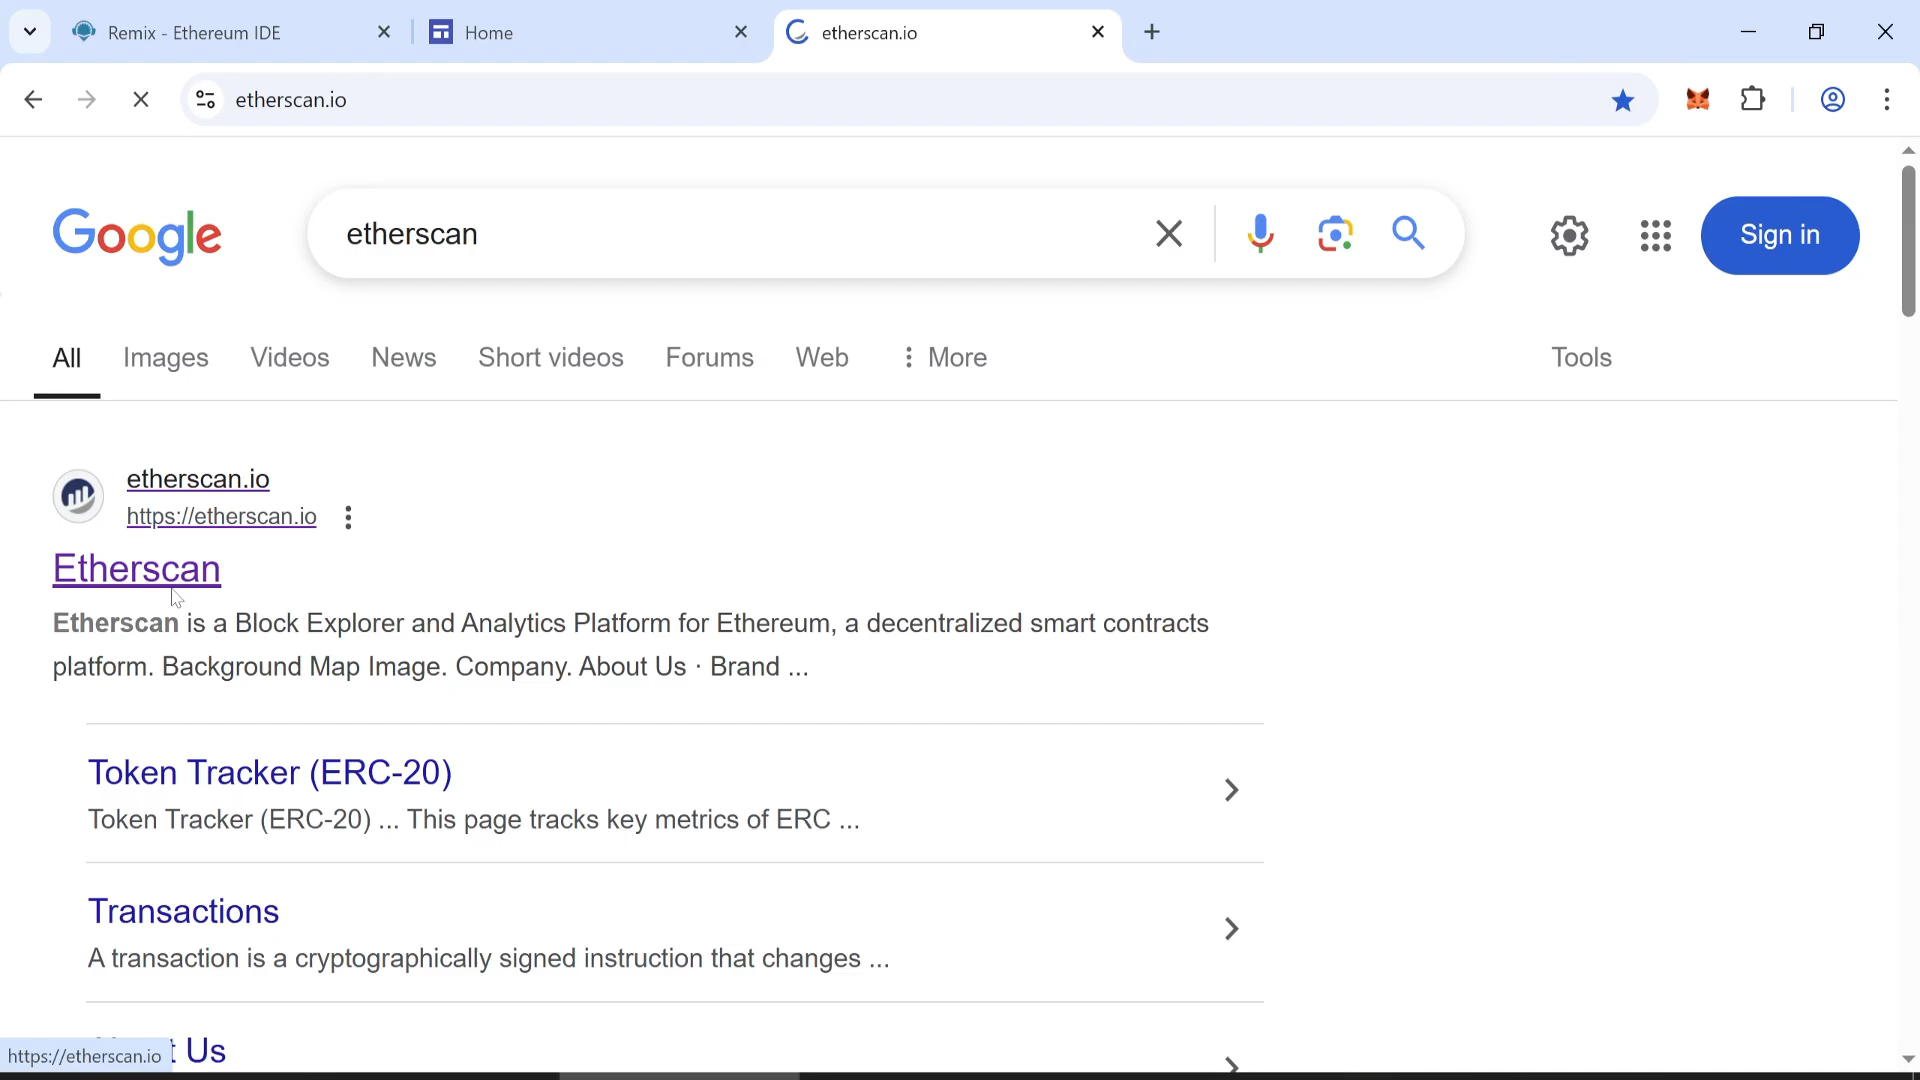 Remix - Ethereum IDE
Home
etherscan.io
etherscan.io
Google
etherscan
Sign in
All
Images
Videos
News
Short videos
Forums
Web
More
Tools
etherscan.io
https://etherscan.io
Etherscan
Etherscan is a Block Explorer and Analytics Platform for Ethereum, a decentralized smart contracts
platform. Background Map Image. Company. About Us · Brand ...
Token Tracker (ERC-20)
Token Tracker (ERC-20) ... This page tracks key metrics of ERC ...
Transactions
A transaction is a cryptographically signed instruction that changes ...
t Us
https://etherscan.io